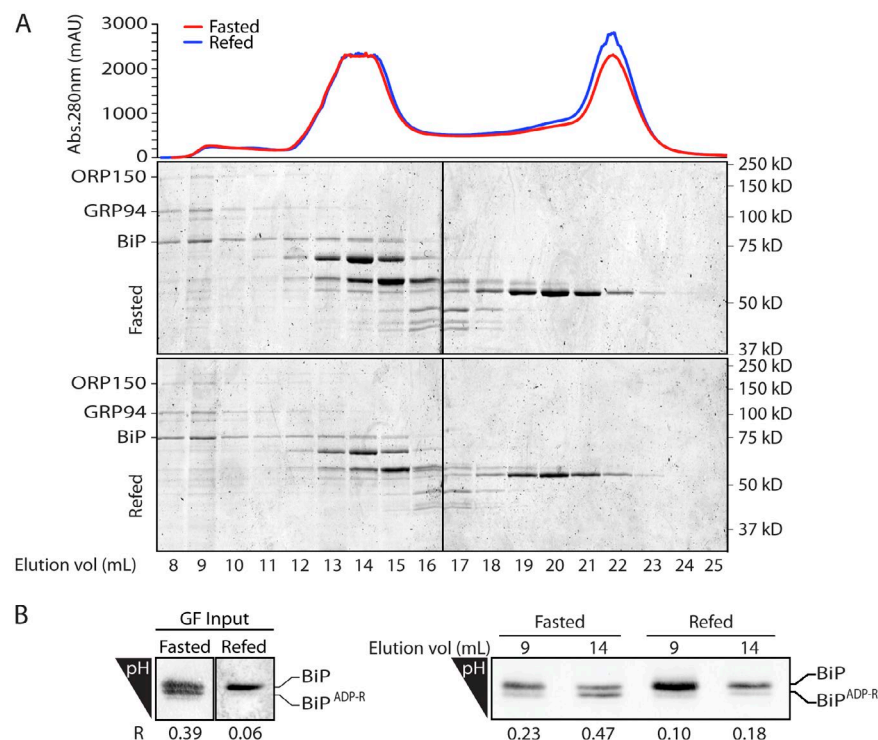 A
Fasted
Refed
Abs.280nm (mAU)
3000
2000
1000
0
ORP150
GRP94
BiP
Fasted
250 kD
150 kD
100 kD
75 kD
50 kD
37 kD
ORP150
GRP94
BiP
Refed
250 kD
150 kD
100 kD
75 kD
50 kD
37 kD
Elution vol (mL) 8 9 10 11 12 13 14 15 16 17 18 19 20 21 22 23 24 25
B
GF Input
Fasted Refed
pH
BiP
BiP^ADP-R
R 0.39 0.06
Fasted Refed
Elution vol (mL) 9 14 9 14
pH
BiP
BiP^ADP-R
0.23 0.47 0.10 0.18